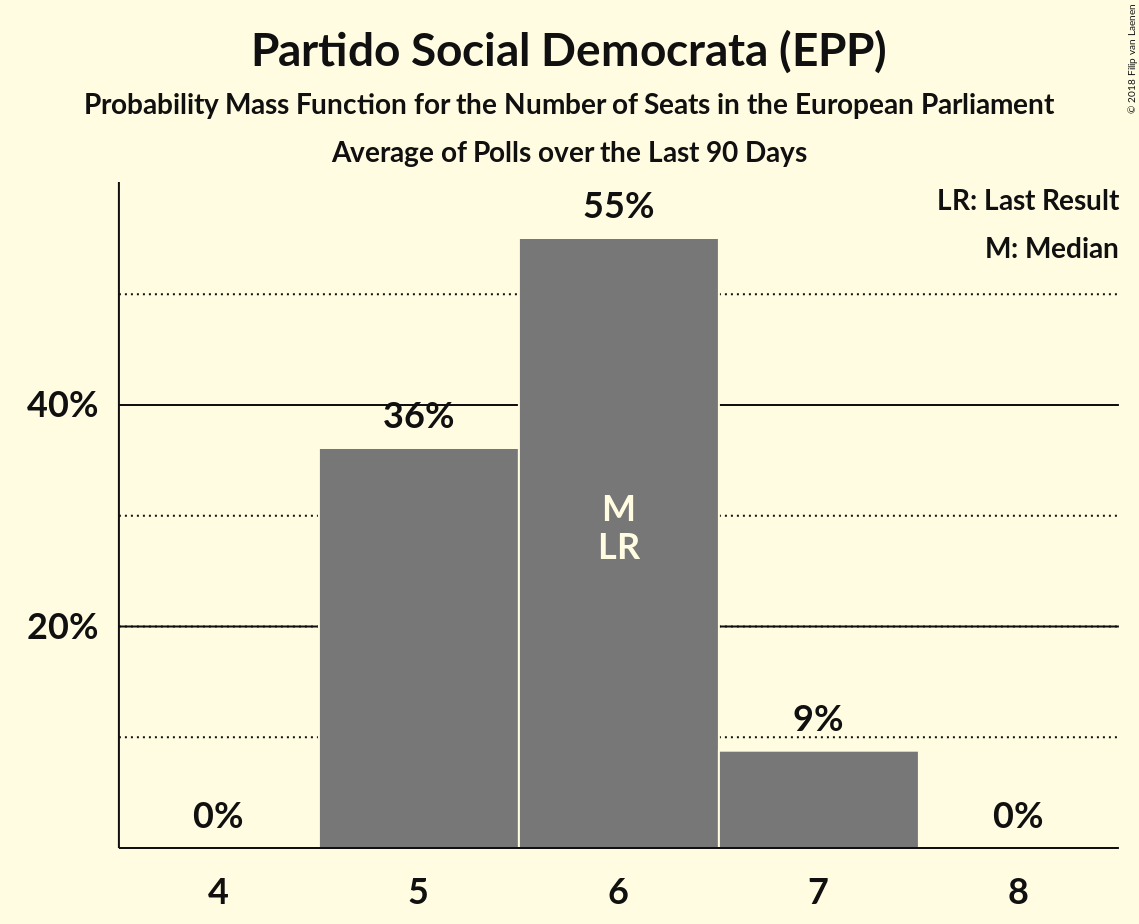 Partido Social Democrata (EPP)
Probability Mass Function for the Number of Seats in the European Parliament
Average of Polls over the Last 90 Days
© 2018 Filip van Laenen
LR: Last Result
M: Median
55%
40%
36%
M
LR
20%
9%
0%
0%
4
5
6
7
8